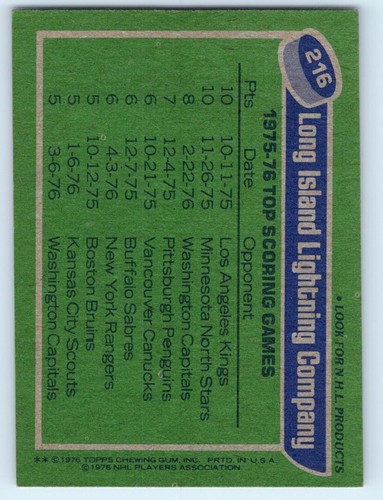 216
Long Island Lightning Company
* LOOK FOR N.H.L. PRODUCTS
1975-76 TOP SCORING GAMES
Pts Date Opponent
10 10-11-75 Los Angeles Kings
10 11-26-75 Minnesota North Stars
8 2-22-76 Washington Capitals
7 12-4-75 Pittsburgh Penguins
6 10-21-75 Vancouver Canucks
6 12-7-75 Buffalo Sabres
6 4-3-76 New York Rangers
5 10-12-75 Boston Bruins
5 1-6-76 Kansas City Scouts
5 3-6-76 Washington Capitals
** © 1976 TOPPS CHEWING GUM, INC. PRTD. IN U.S.A.
© 1976 NHL PLAYERS ASSOCIATION.